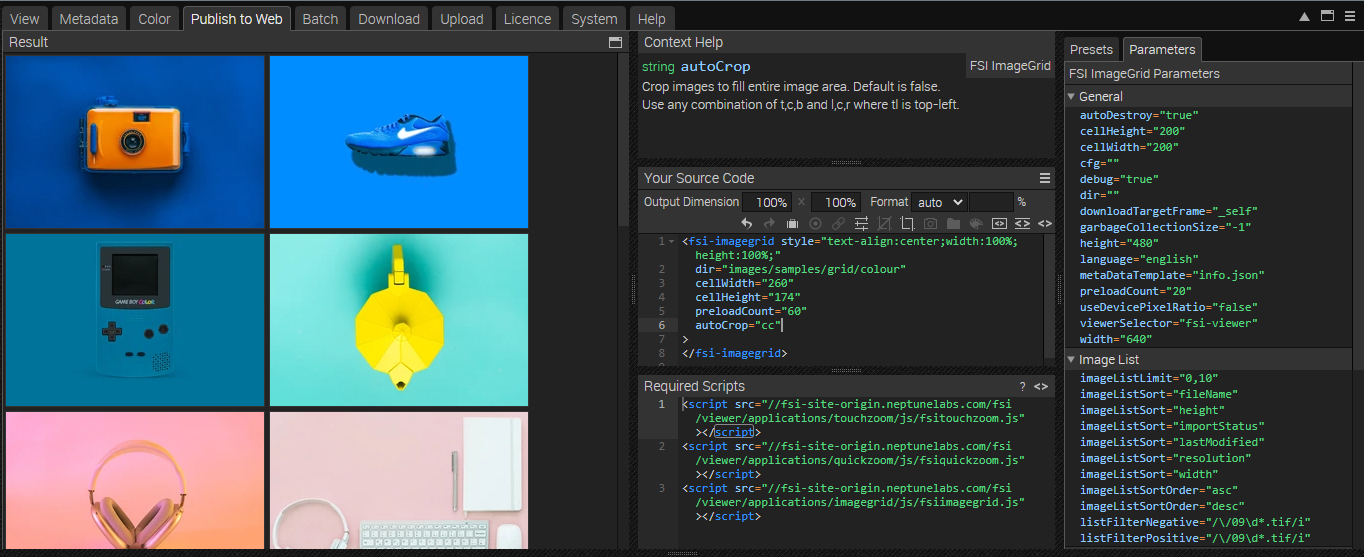 View Metadata Color Publish to Web Batch Download Upload Licence System Help
Result
GAME BOY COLOR
Context Help
string autoCrop
FSI ImageGrid
Crop images to fill entire image area. Default is false.
Use any combination of t,c,b and l,c,r where tl is top-left.
Your Source Code
Output Dimension 100% × 100% Format auto %
1 <fsi-imagegrid style="text-align:center;width:100%;
height:100%;"
2 dir="images/samples/grid/colour"
3 cellWidth="260"
4 cellHeight="174"
5 preloadCount="60"
6 autoCrop="cc"
7 >
8 </fsi-imagegrid>
Required Scripts ? <>
1 <script src="//fsi-site-origin.neptunelabs.com/fsi
/viewer/applications/touchzoom/js/fsitouchzoom.js"
></script>
2 <script src="//fsi-site-origin.neptunelabs.com/fsi
/viewer/applications/quickzoom/js/fsiquickzoom.js"
></script>
3 <script src="//fsi-site-origin.neptunelabs.com/fsi
/viewer/applications/imagegrid/js/fsiimagegrid.js"
></script>
Presets Parameters
FSI ImageGrid Parameters
General
autoDestroy="true"
cellHeight="200"
cellWidth="200"
cfg=""
debug="true"
dir=""
downloadTargetFrame="_self"
garbageCollectionSize="-1"
height="480"
language="english"
metaDataTemplate="info.json"
preloadCount="20"
useDevicePixelRatio="false"
viewerSelector="fsi-viewer"
width="640"
Image List
imageListLimit="0,10"
imageListSort="fileName"
imageListSort="height"
imageListSort="importStatus"
imageListSort="lastModified"
imageListSort="resolution"
imageListSort="width"
imageListSortOrder="asc"
imageListSortOrder="desc"
listFilterNegative="/\/09\d*.tif/i"
listFilterPositive="/\/09\d*.tif/i"